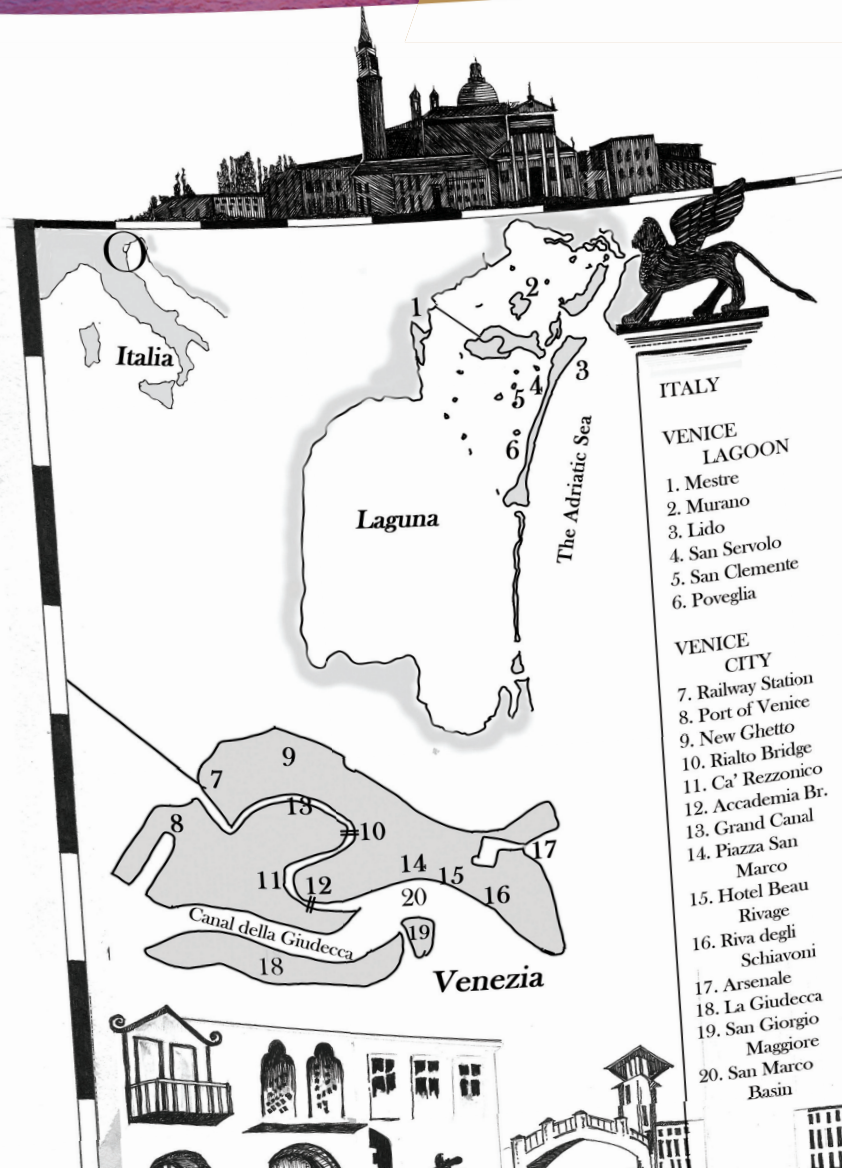 Italia
1
2
3
4
5
6
Laguna
The Adriatic Sea
ITALY
VENICE
LAGOON
1. Mestre
2. Murano
3. Lido
4. San Servolo
5. San Clemente
6. Poveglia
VENICE
CITY
7. Railway Station
8. Port of Venice
9. New Ghetto
10. Rialto Bridge
11. Ca' Rezzonico
12. Accademia Br.
13. Grand Canal
14. Piazza San
Marco
15. Hotel Beau
Rivage
16. Riva degli
Schiavoni
17. Arsenale
18. La Giudecca
19. San Giorgio
Maggiore
20. San Marco
Basin
9
7
13
8
10
17
14
15
11
12
16
20
19
Canal della Giudecca
18
Venezia